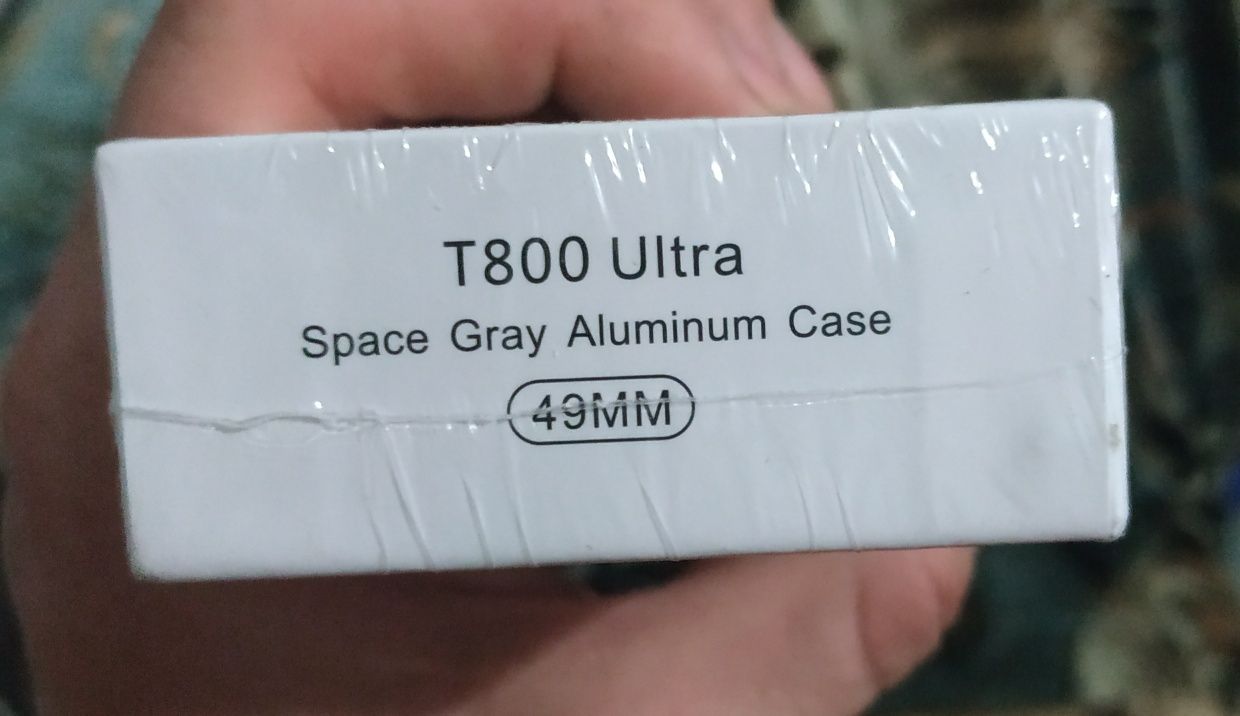 T800 Ultra
Space Gray Aluminum Case
49MM